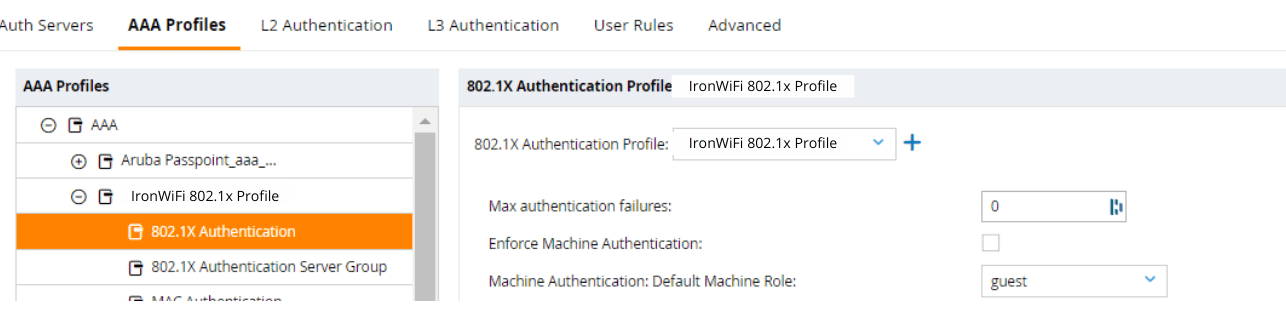 Auth Servers AAA Profiles L2 Authentication L3 Authentication User Rules Advanced
AAA Profiles
AAA
Aruba Passpoint_aaa_...
IronWiFi 802.1x Profile
802.1X Authentication
802.1X Authentication Server Group
MAC Authentication
802.1X Authentication Profile IronWiFi 802.1x Profile
802.1X Authentication Profile: IronWiFi 802.1x Profile
Max authentication failures: 0
Enforce Machine Authentication:
Machine Authentication: Default Machine Role: guest